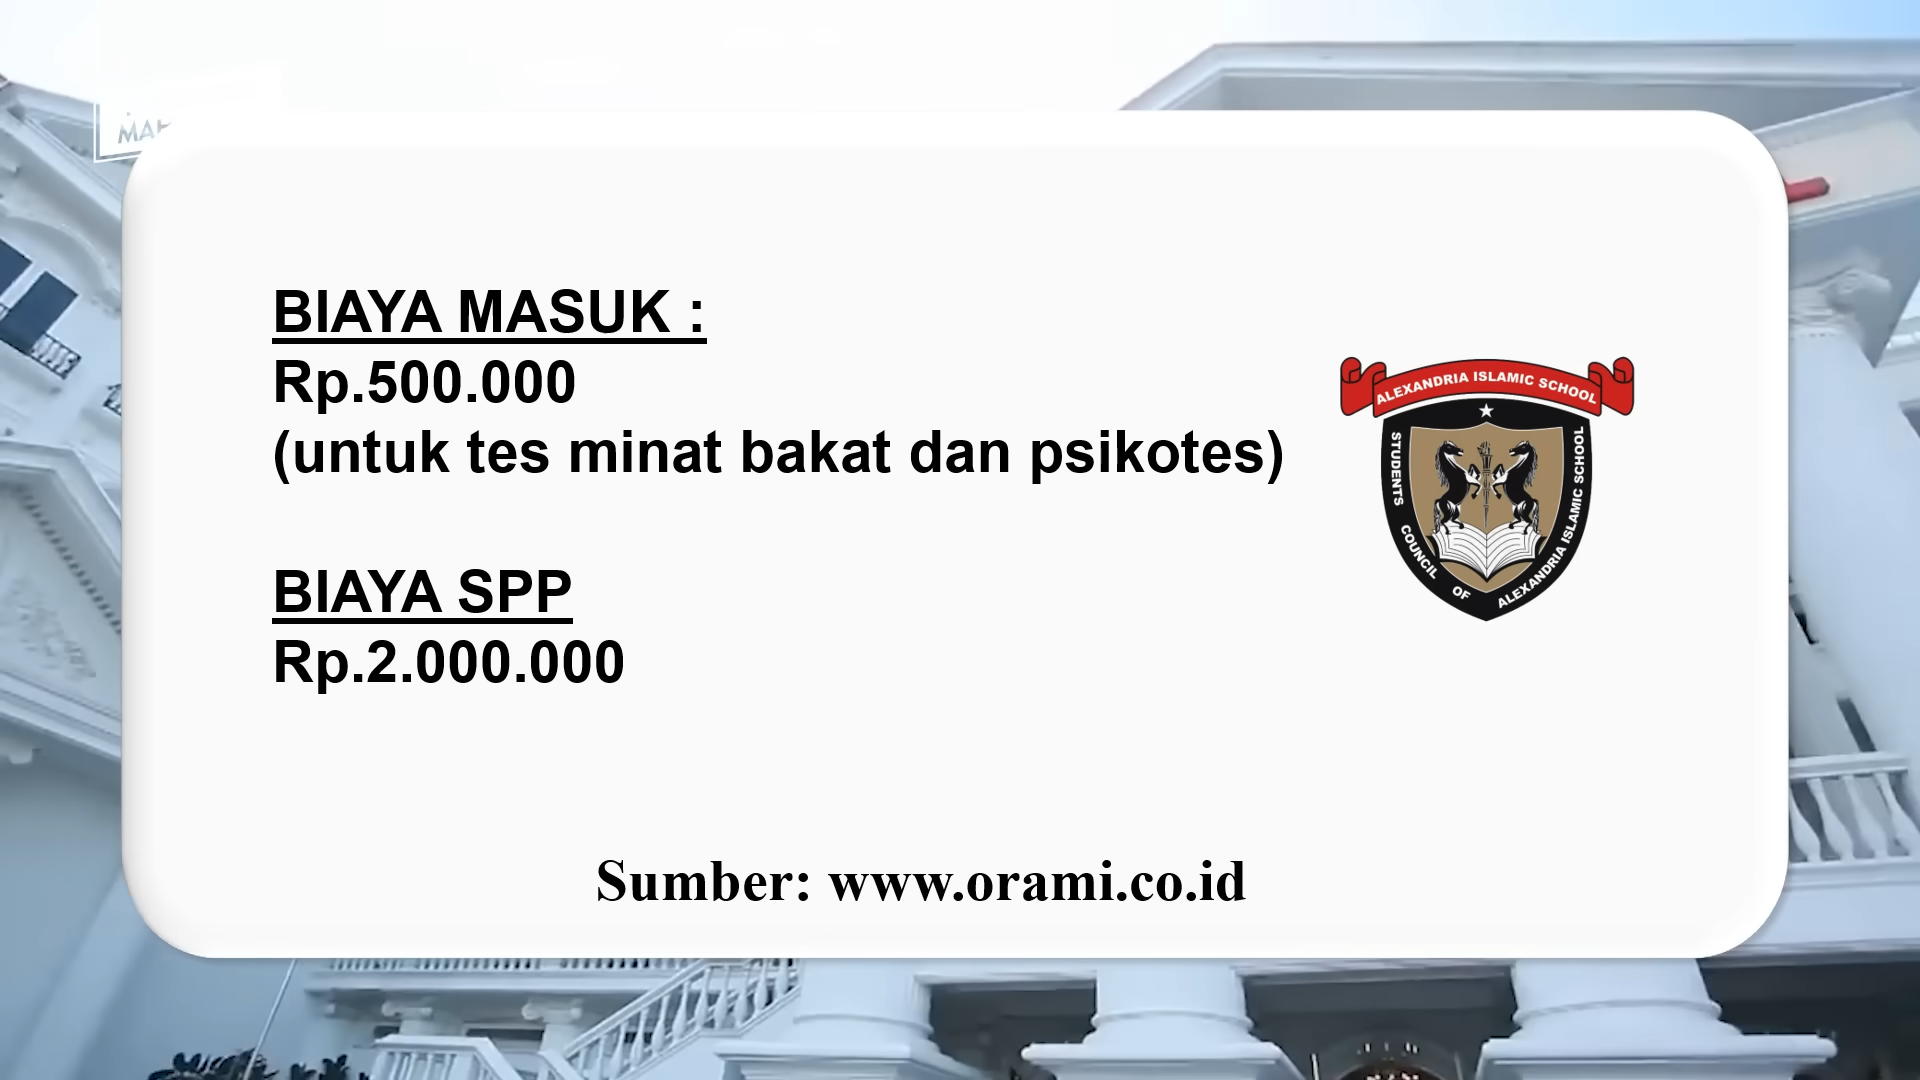 BIAYA MASUK :
Rp.500.000
(untuk tes minat bakat dan psikotes)
BIAYA SPP
Rp.2.000.000
ALEXANDRIA ISLAMIC SCHOOL
STUDENTS COUNCIL OF ALEXANDRIA ISLAMIC SCHOOL
Sumber: www.orami.co.id